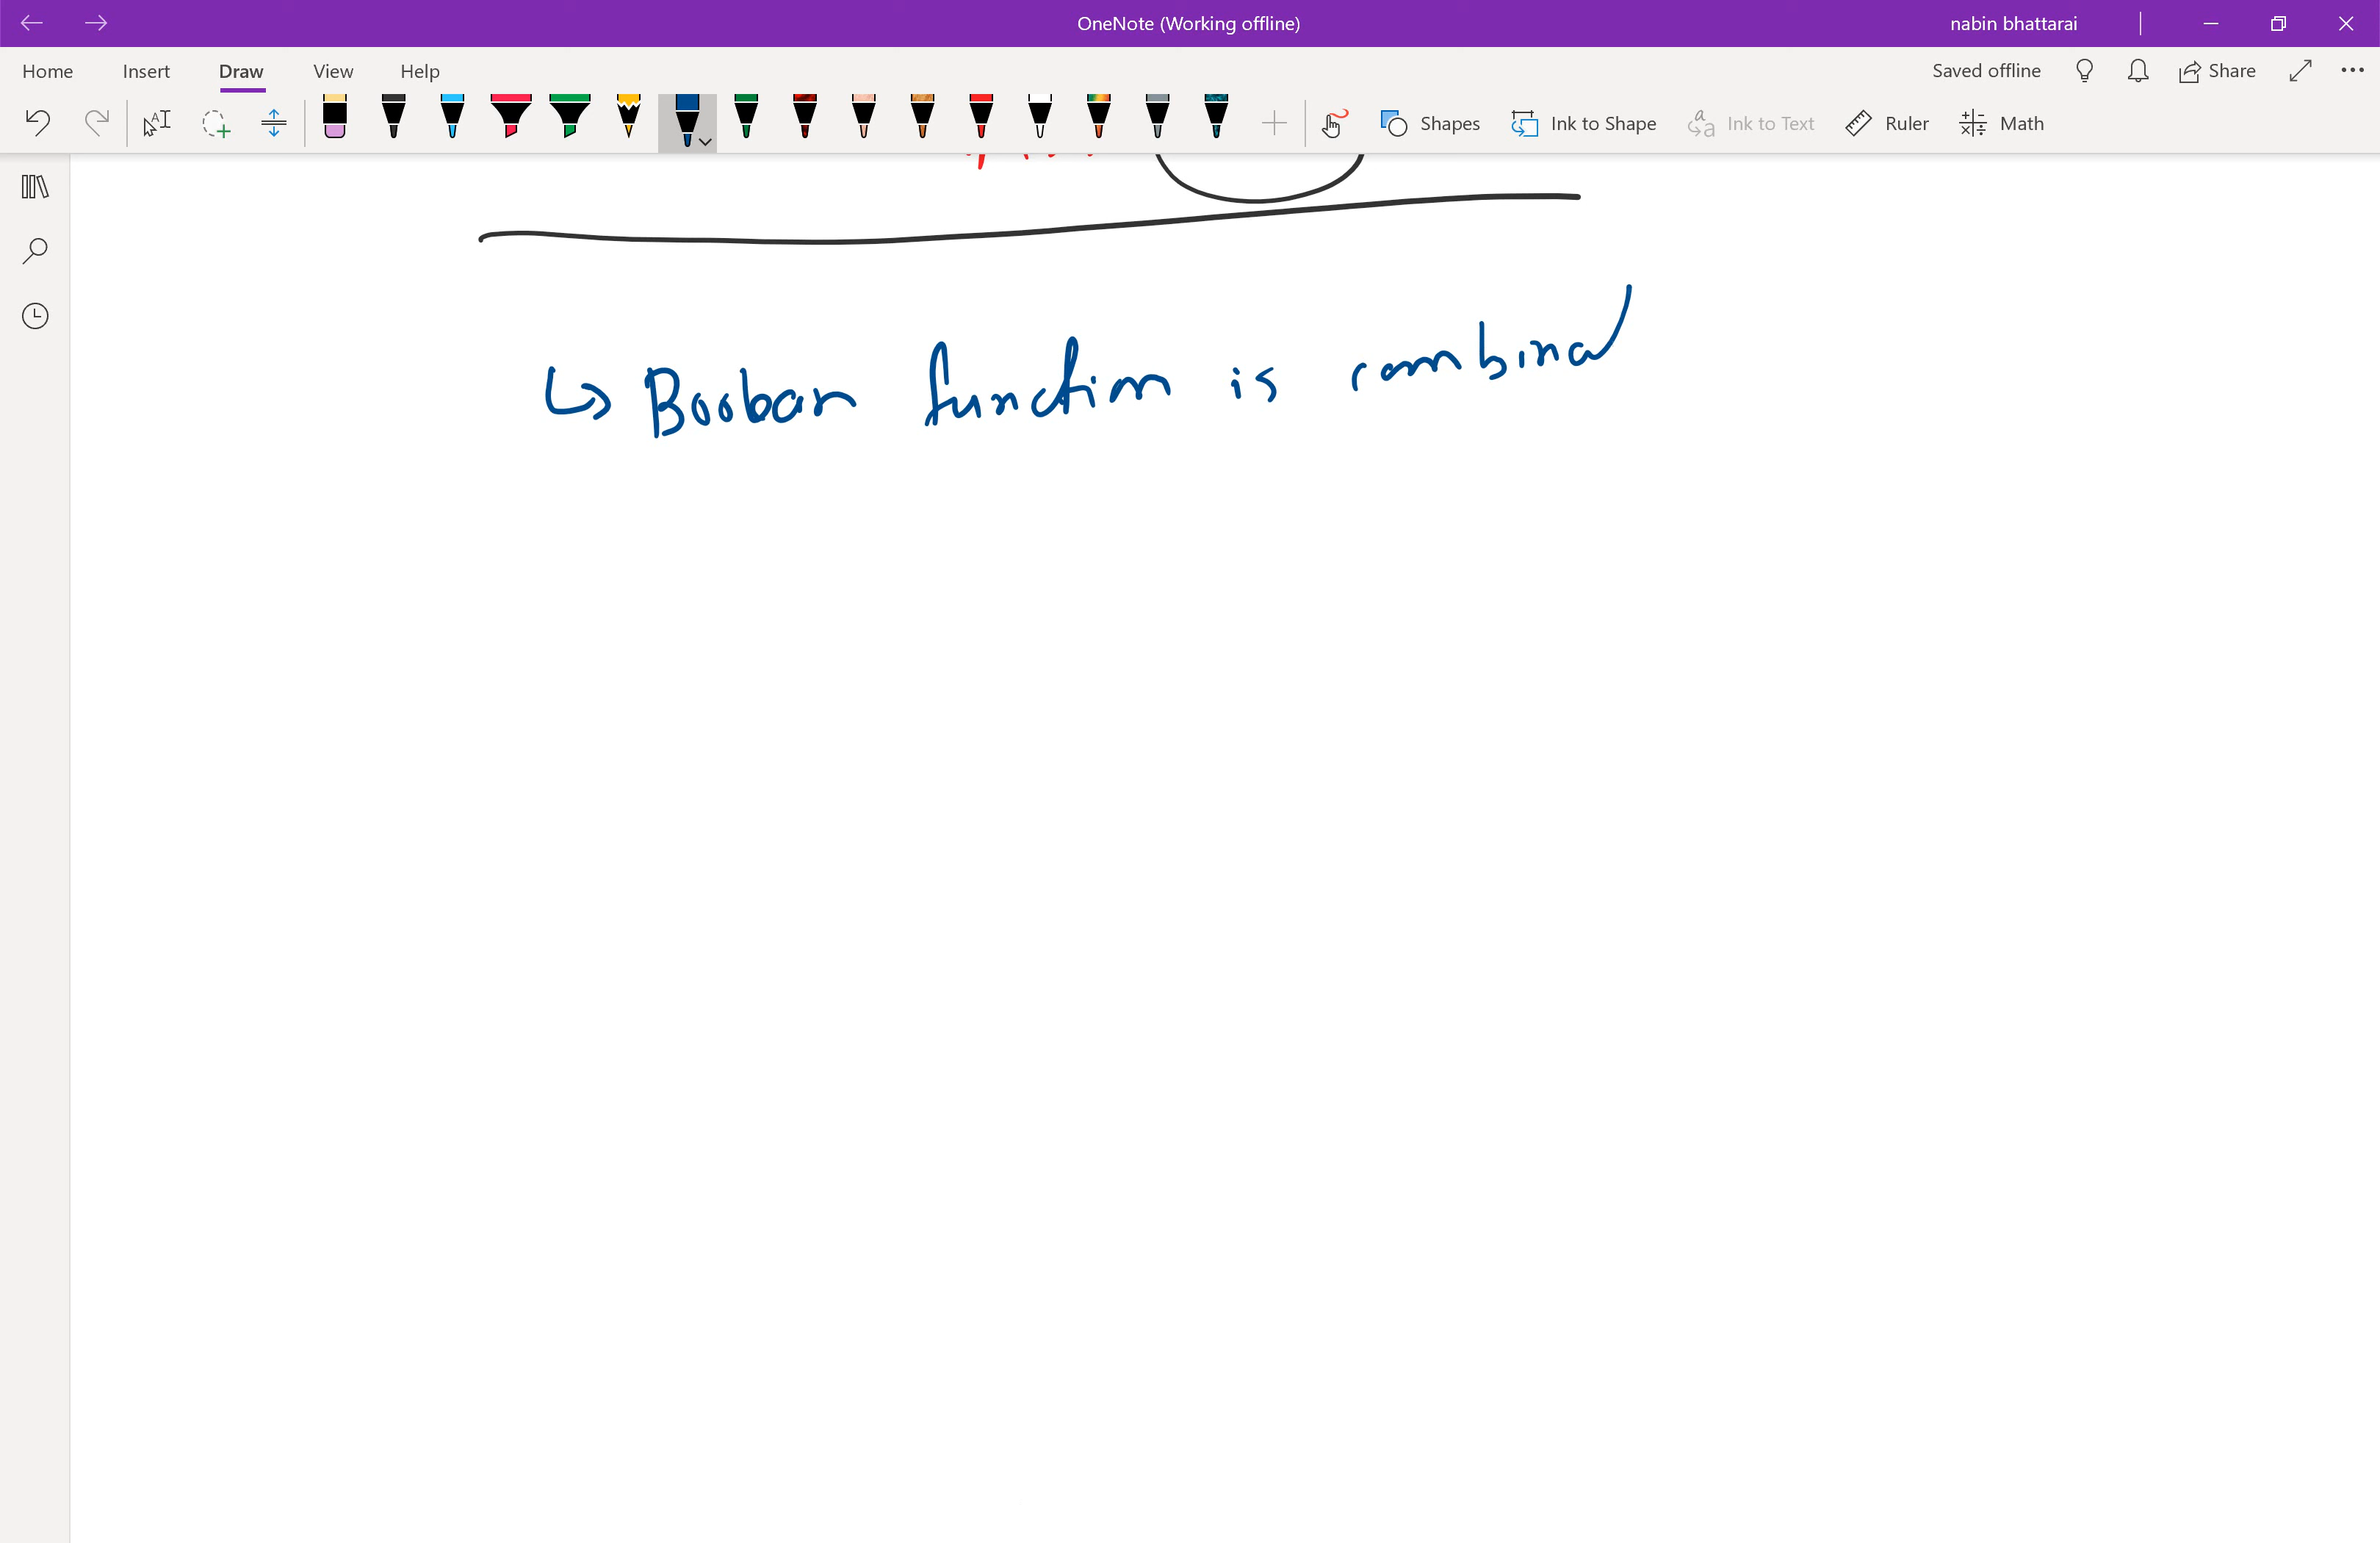 OneNote (Working offline)
nabin bhattarai
Home Insert Draw View Help
Saved offline
Share
Shapes
Ink to Shape
Ink to Text
Ruler
Math
↳ Boolean function is combina